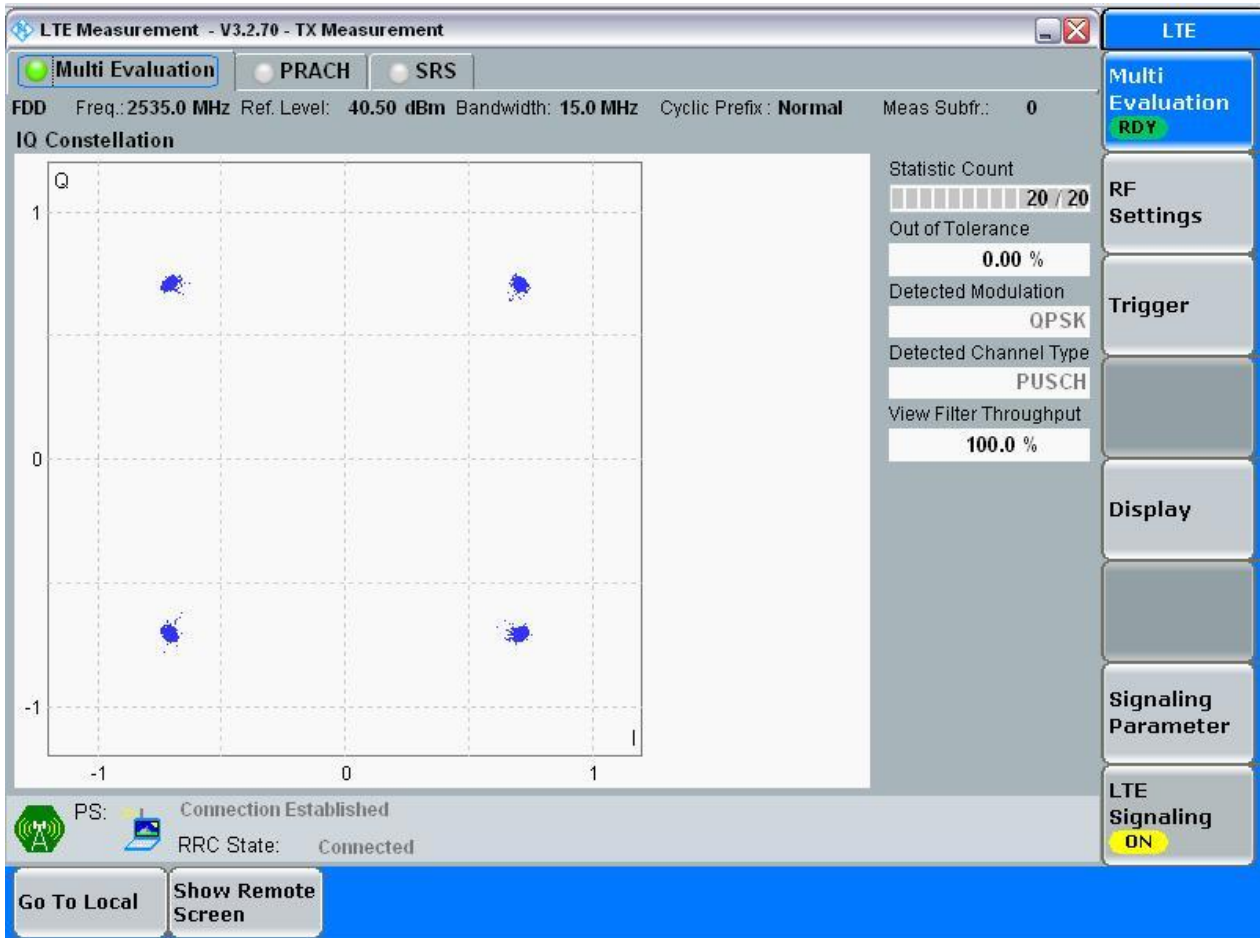 LTE Measurement - V3.2.70 - TX Measurement
LTE
Multi Evaluation PRACH SRS
FDD Freq.: 2535.0 MHz Ref. Level: 40.50 dBm Bandwidth: 15.0 MHz Cyclic Prefix : Normal Meas Subfr.: 0
IQ Constellation
Q
1
0
-1
I
-1 0 1
Statistic Count
20 / 20
Out of Tolerance
0.00 %
Detected Modulation
QPSK
Detected Channel Type
PUSCH
View Filter Throughput
100.0 %
Multi
Evaluation
RDY
RF
Settings
Trigger
Display
Signaling
Parameter
LTE
Signaling
ON
PS: Connection Established
RRC State: Connected
Go To Local
Show Remote
Screen